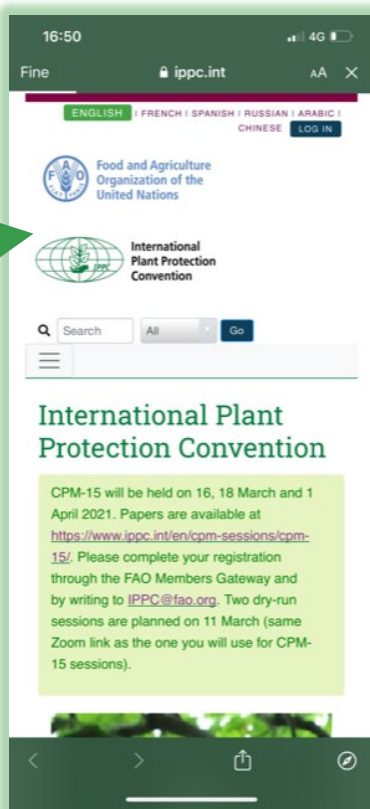 16:50
4G
Fine
ippc.int
AA
ENGLISH | FRENCH | SPANISH | RUSSIAN | ARABIC |
CHINESE LOG IN
FAO
FIAT PANIS
Food and Agriculture
Organization of the
United Nations
IPPC
International
Plant Protection
Convention
Search
All
Go
International Plant
Protection Convention
CPM-15 will be held on 16, 18 March and 1
April 2021. Papers are available at
https://www.ippc.int/en/cpm-sessions/cpm-
15/. Please complete your registration
through the FAO Members Gateway and
by writing to IPPC@fao.org. Two dry-run
sessions are planned on 11 March (same
Zoom link as the one you will use for CPM-
15 sessions).